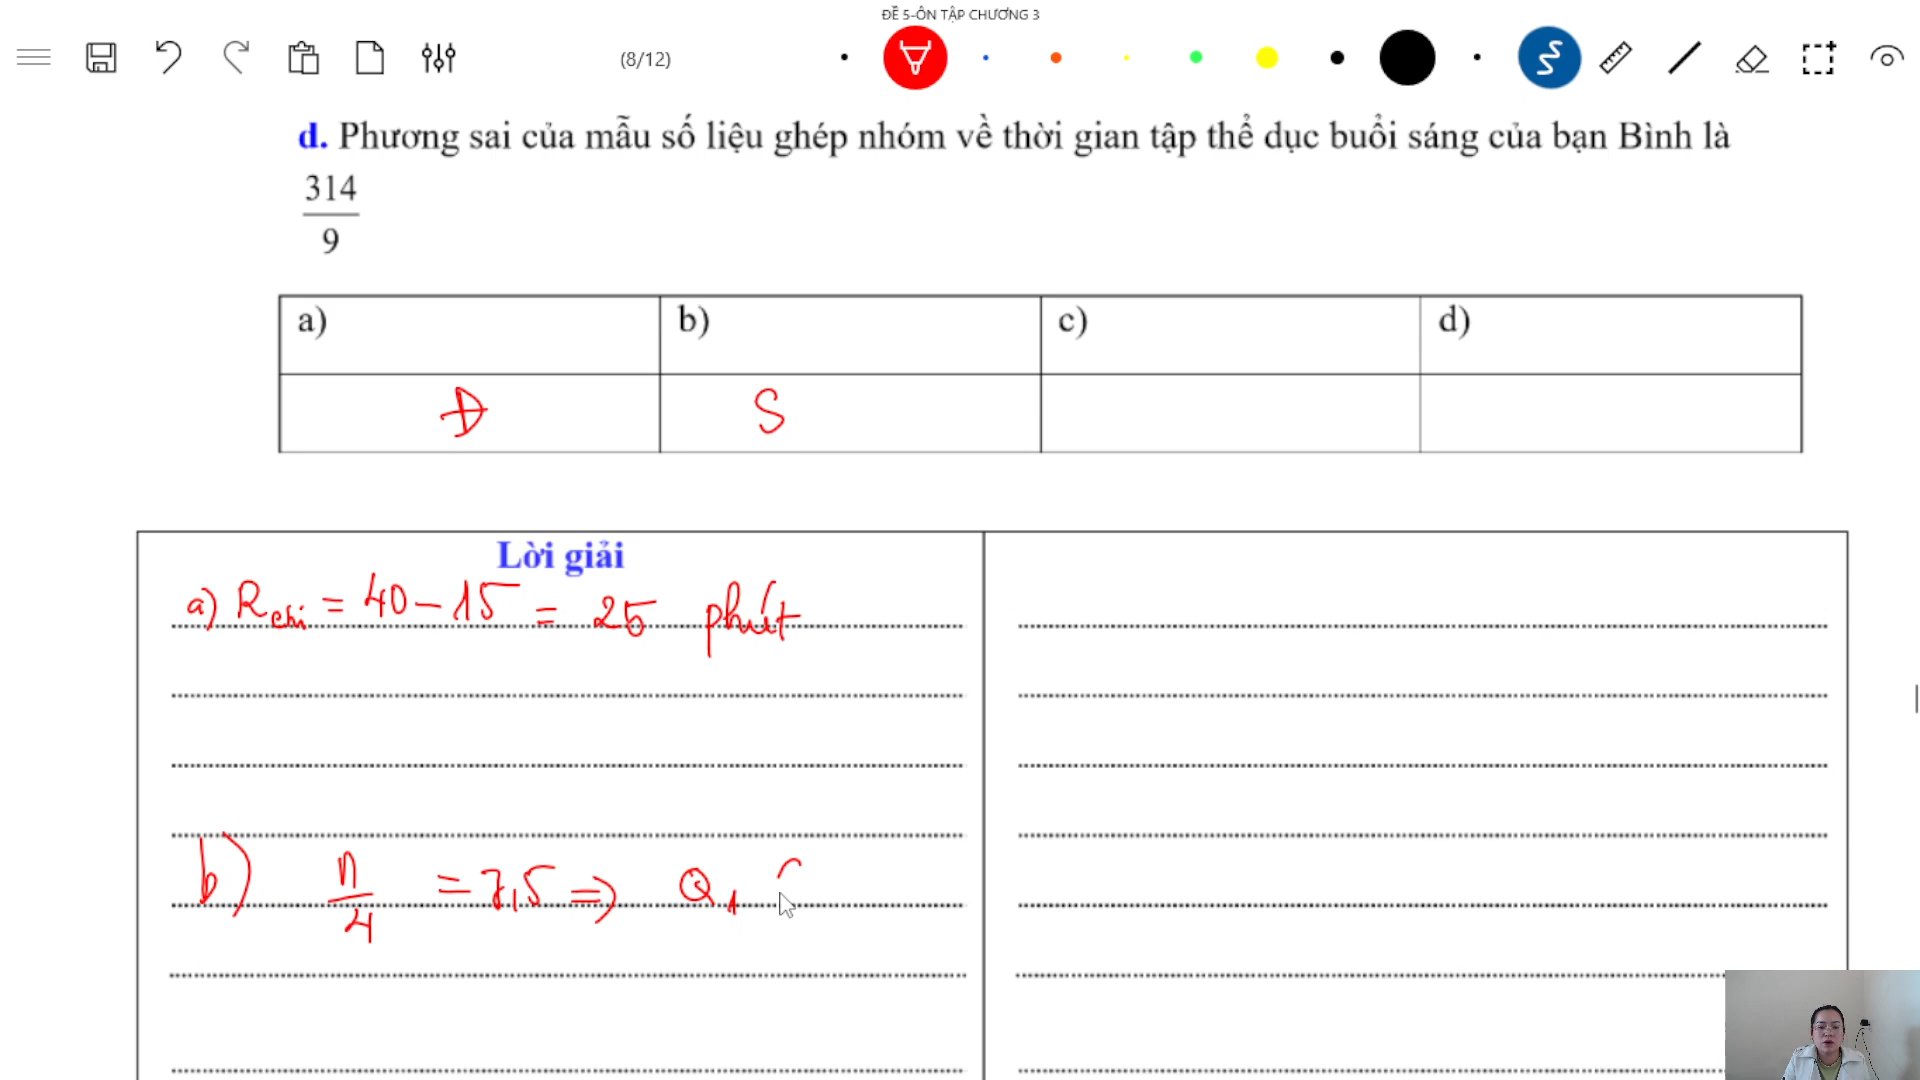 ĐỀ 5-ÔN TẬP CHƯƠNG 3
(8/12)
d. Phương sai của mẫu số liệu ghép nhóm về thời gian tập thể dục buổi sáng của bạn Bình là
314
9
a) b) c) d)
Đ S
Lời giải
a) R_chi = 40 - 15 = 25 phút
b) n/4 = 7,5 => Q_1